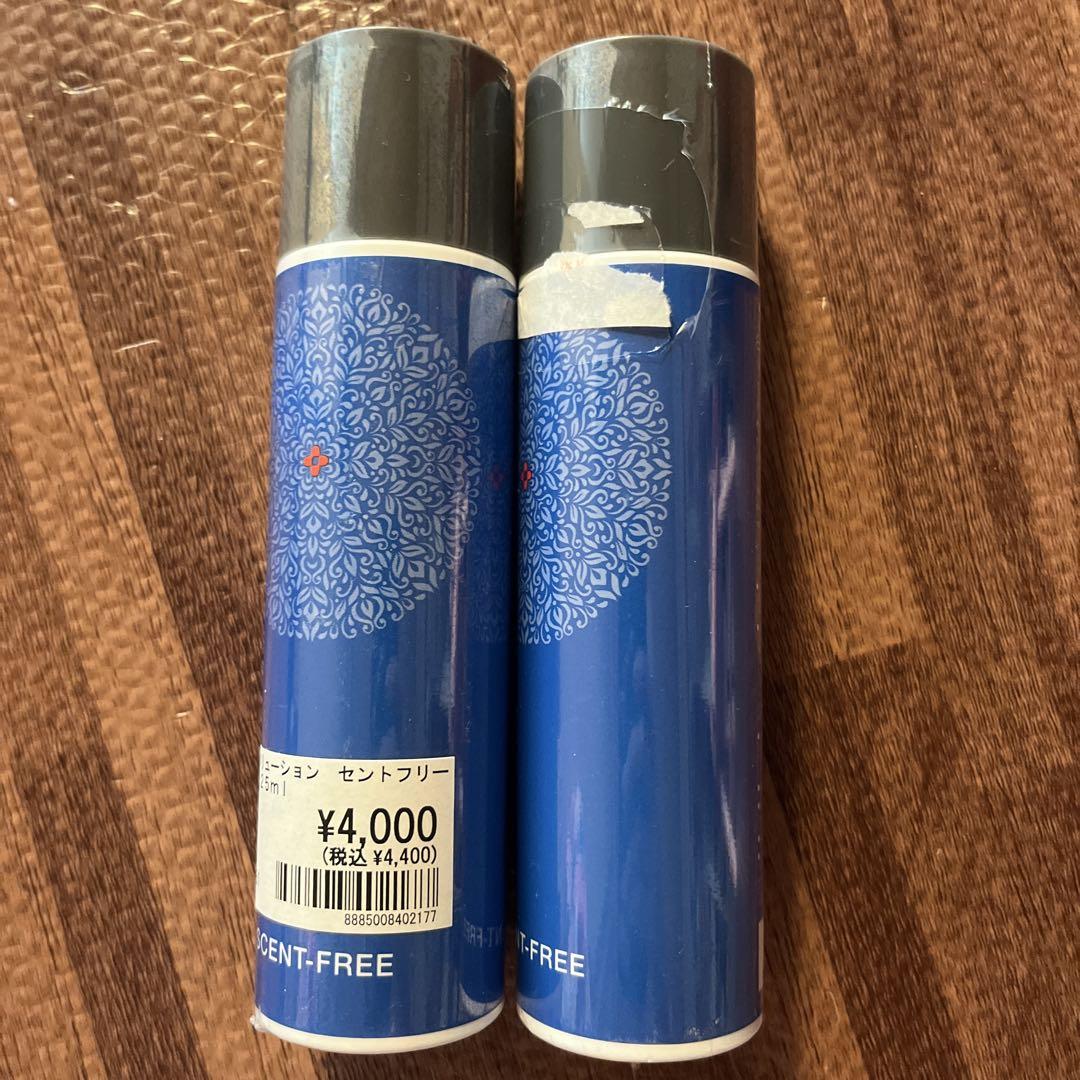 ューション セントフリー
25ml
¥4,000
(税込 ¥4,400)
8885008402177
SCENT-FREE
NT-FREE